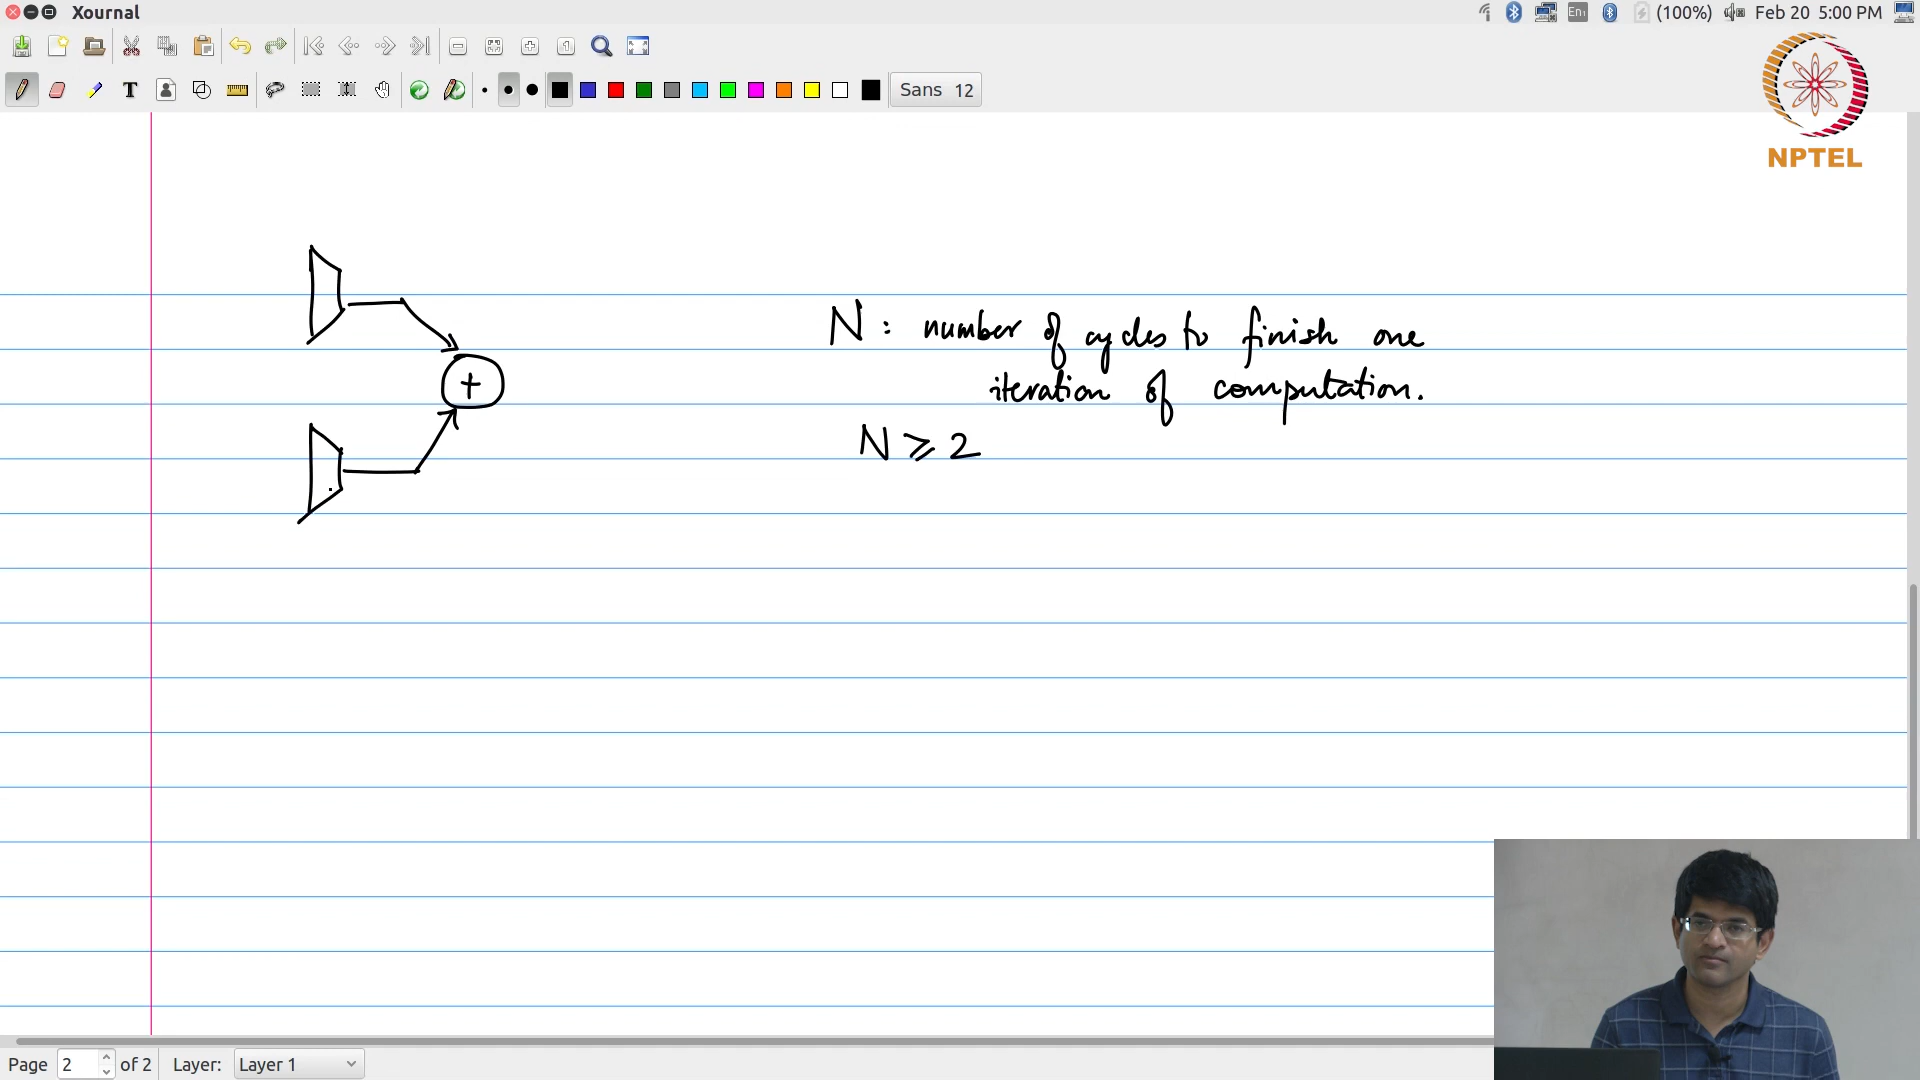 Xournal
En1
(100%)
Feb 20 5:00 PM
T
Sans 12
NPTEL
N : number of cycles to finish one
iteration of computation.
+
N ⩾ 2
Page 2 of 2 Layer: Layer 1